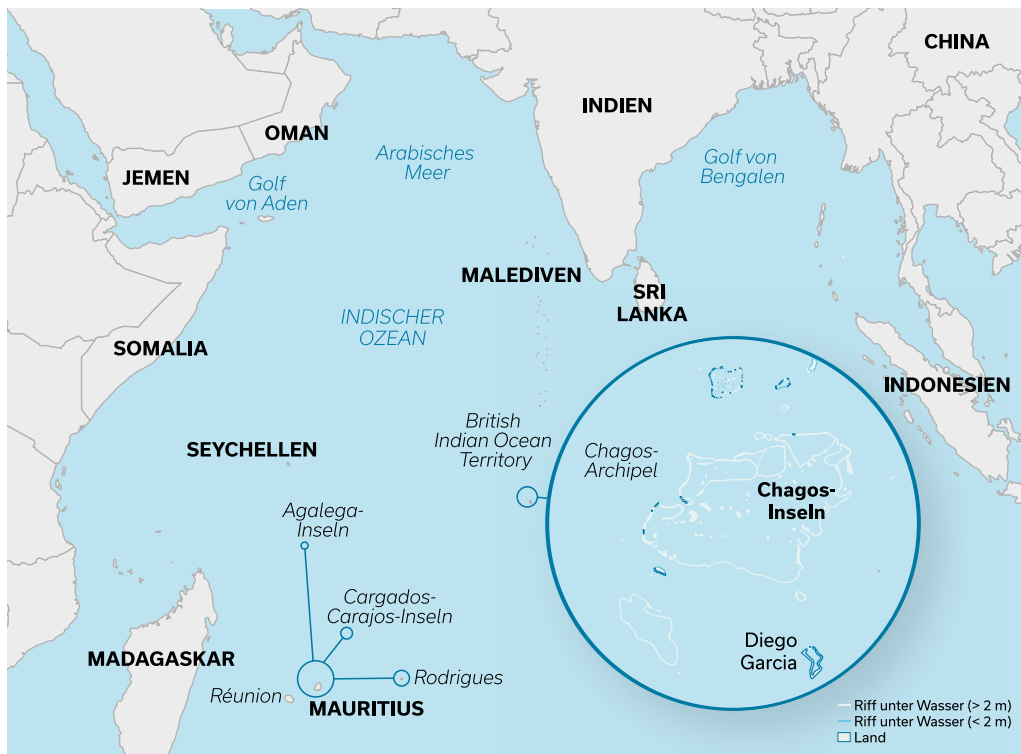 CHINA
INDIEN
OMAN
Arabisches
Meer
Golf von
Bengalen
JEMEN
Golf
von Aden
MALEDIVEN
SRI
LANKA
INDISCHER
OZEAN
SOMALIA
INDONESIEN
British
Indian Ocean
Territory
SEYCHELLEN
Chagos-
Archipel
Chagos-
Inseln
Agalega-
Inseln
Cargados-
Carajos-Inseln
MADAGASKAR
Diego
Garcia
Rodrigues
Réunion
MAURITIUS
Riff unter Wasser (> 2 m)
Riff unter Wasser (< 2 m)
Land